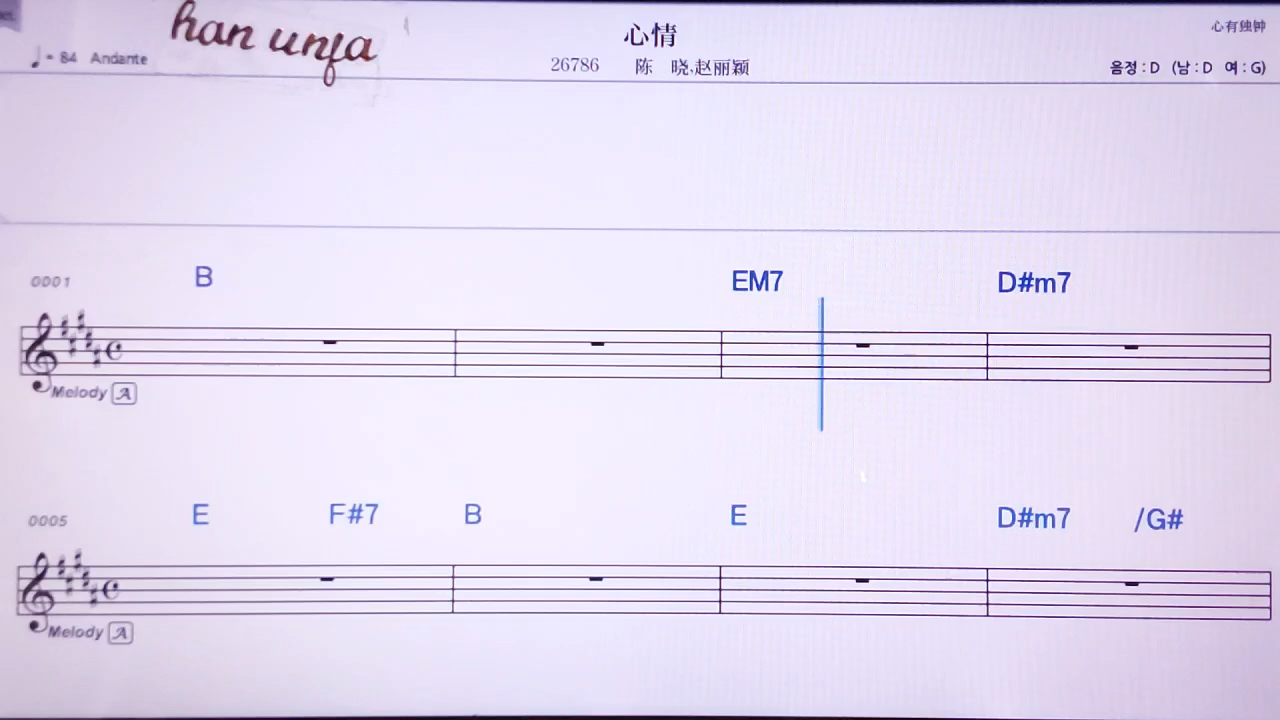 han unfa
心情
心有独钟
♩ = 84 Andante
26786 陈 晓.赵丽颖
음정 : D (남 : D 여 : G)
0001 B EM7 D#m7
Melody A
0005 E F#7 B E D#m7 /G#
Melody A